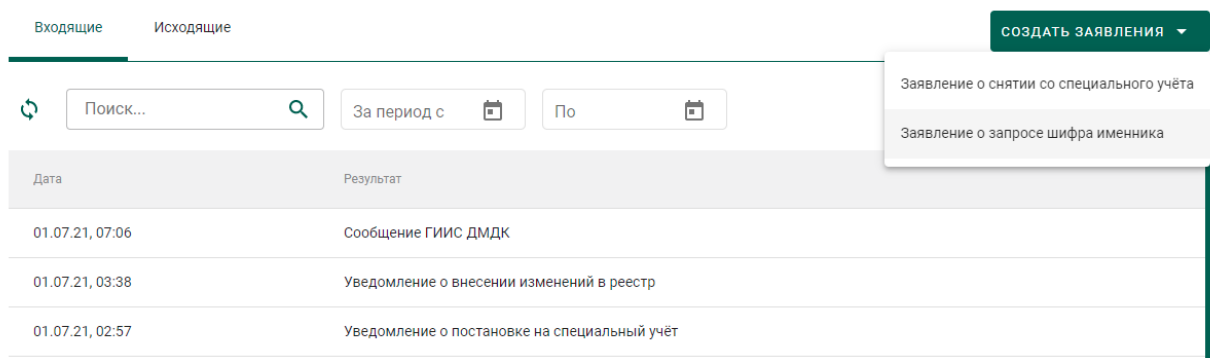 Входящие Исходящие СОЗДАТЬ ЗАЯВЛЕНИЯ
Заявление о снятии со специального учёта
Поиск... За период с По
Заявление о запросе шифра именника
Дата Результат
01.07.21, 07:06 Сообщение ГИИС ДМДК
01.07.21, 03:38 Уведомление о внесении изменений в реестр
01.07.21, 02:57 Уведомление о постановке на специальный учёт